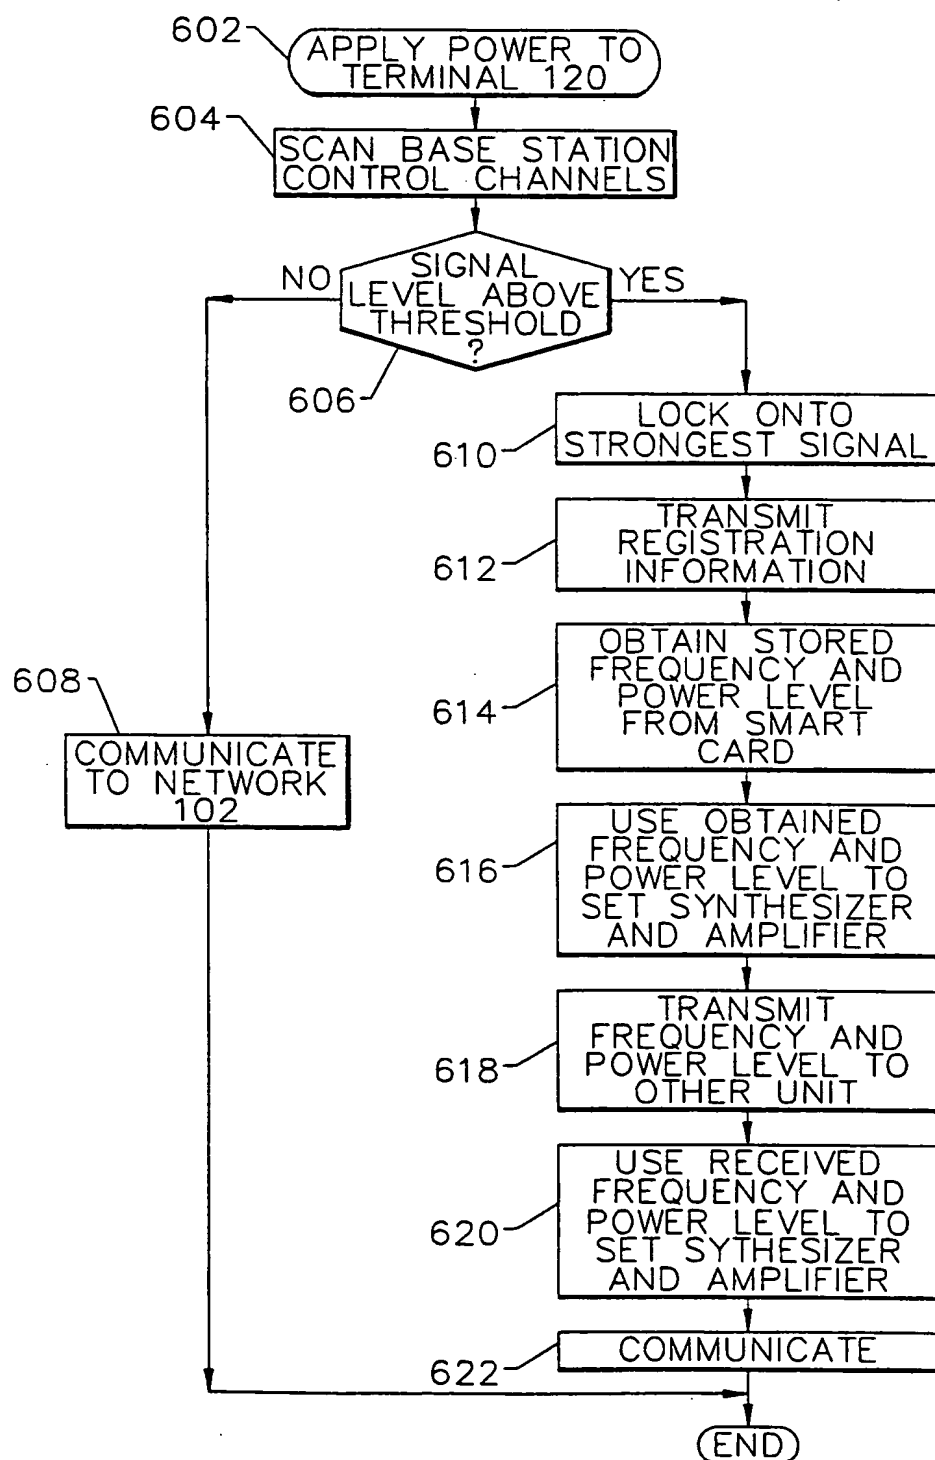 602
APPLY POWER TO
TERMINAL 120
604
SCAN BASE STATION
CONTROL CHANNELS
NO
SIGNAL
LEVEL ABOVE
THRESHOLD
?
YES
606
610
LOCK ONTO
STRONGEST SIGNAL
612
TRANSMIT
REGISTRATION
INFORMATION
614
OBTAIN STORED
FREQUENCY AND
POWER LEVEL
FROM SMART
CARD
608
COMMUNICATE
TO NETWORK
102
616
USE OBTAINED
FREQUENCY AND
POWER LEVEL TO
SET SYNTHESIZER
AND AMPLIFIER
618
TRANSMIT
FREQUENCY AND
POWER LEVEL TO
OTHER UNIT
620
USE RECEIVED
FREQUENCY AND
POWER LEVEL TO
SET SYTHESIZER
AND AMPLIFIER
622
COMMUNICATE
END